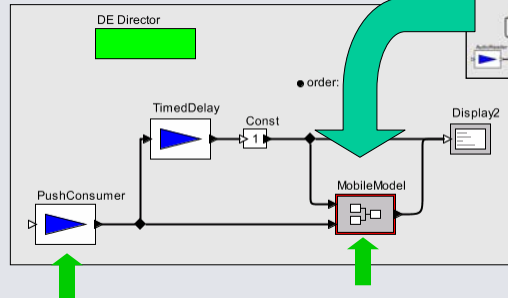 DE Director
order:
TimedDelay
Const
1
Display2
PushConsumer
MobileModel